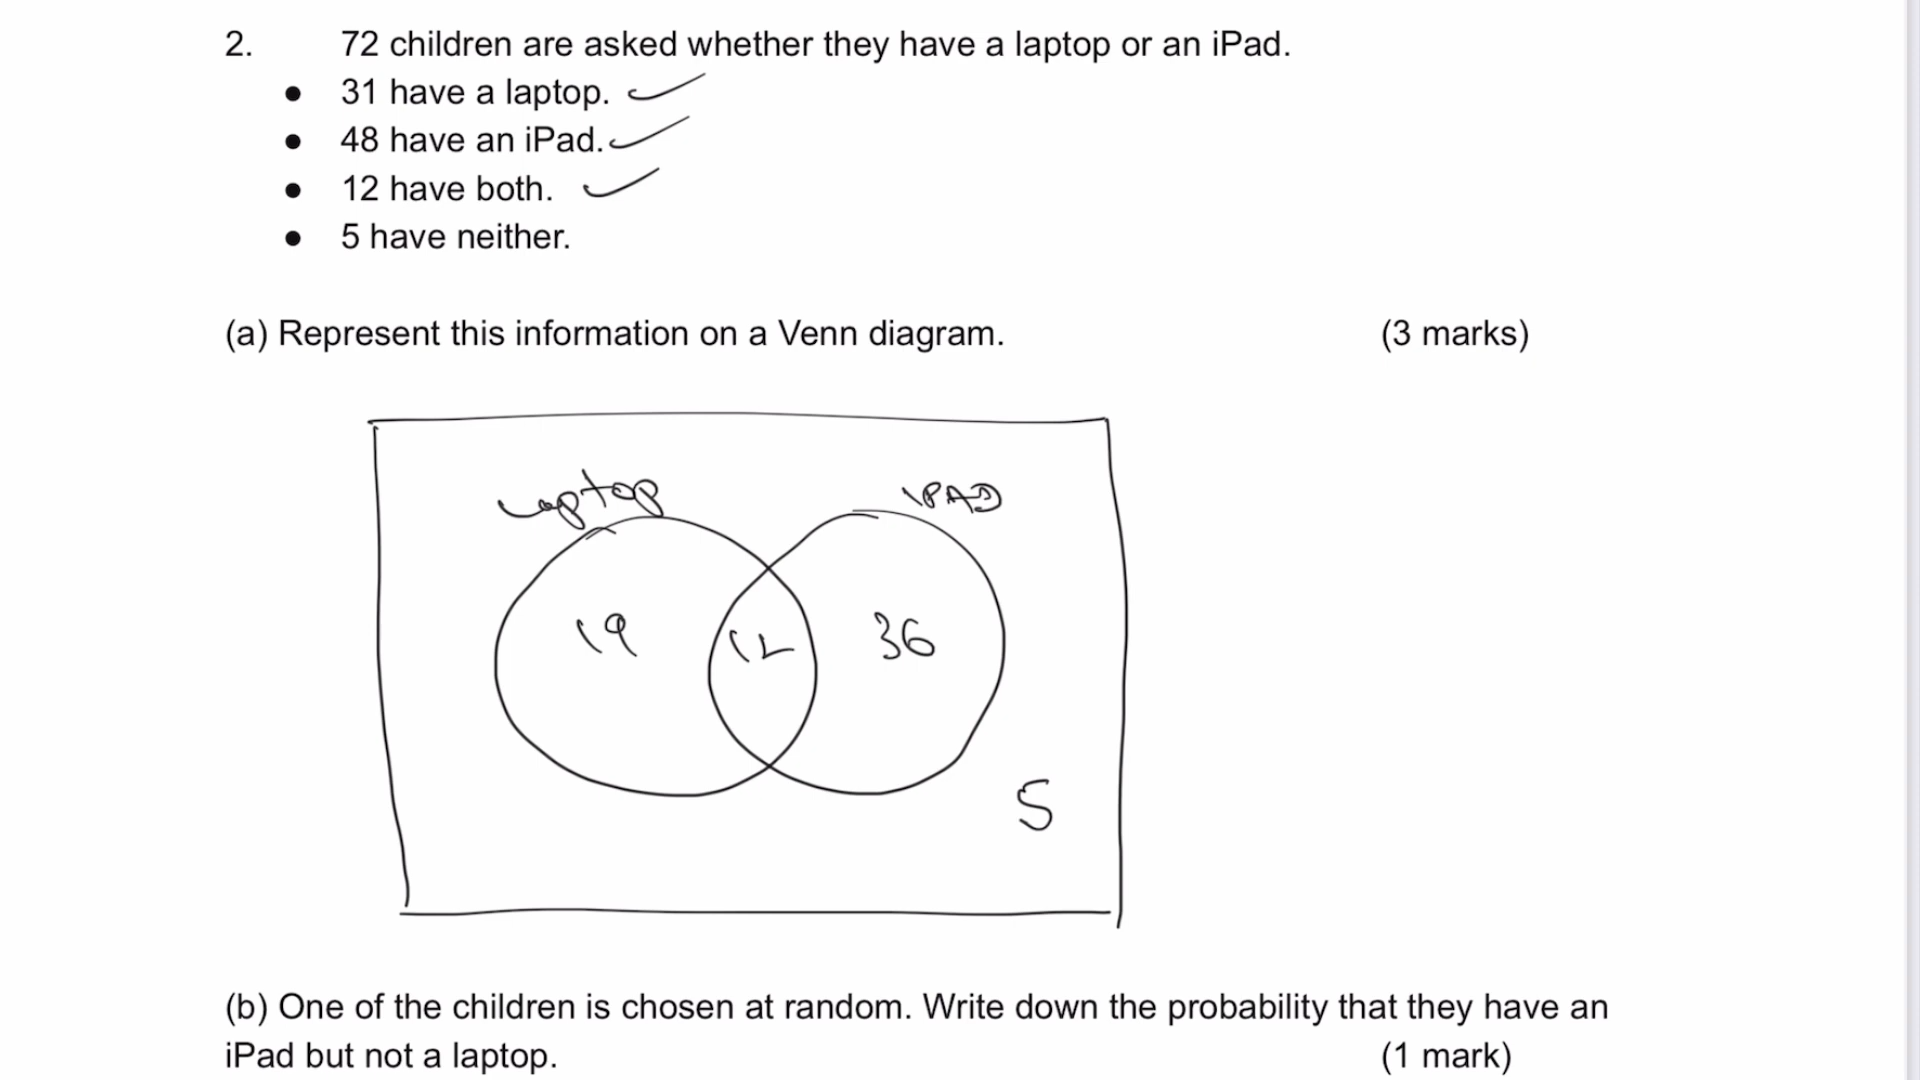 2. 72 children are asked whether they have a laptop or an iPad.
● 31 have a laptop.
● 48 have an iPad.
● 12 have both.
● 5 have neither.
(a) Represent this information on a Venn diagram. (3 marks)
Laptop IPAD
19 12 36
5
(b) One of the children is chosen at random. Write down the probability that they have an
iPad but not a laptop. (1 mark)